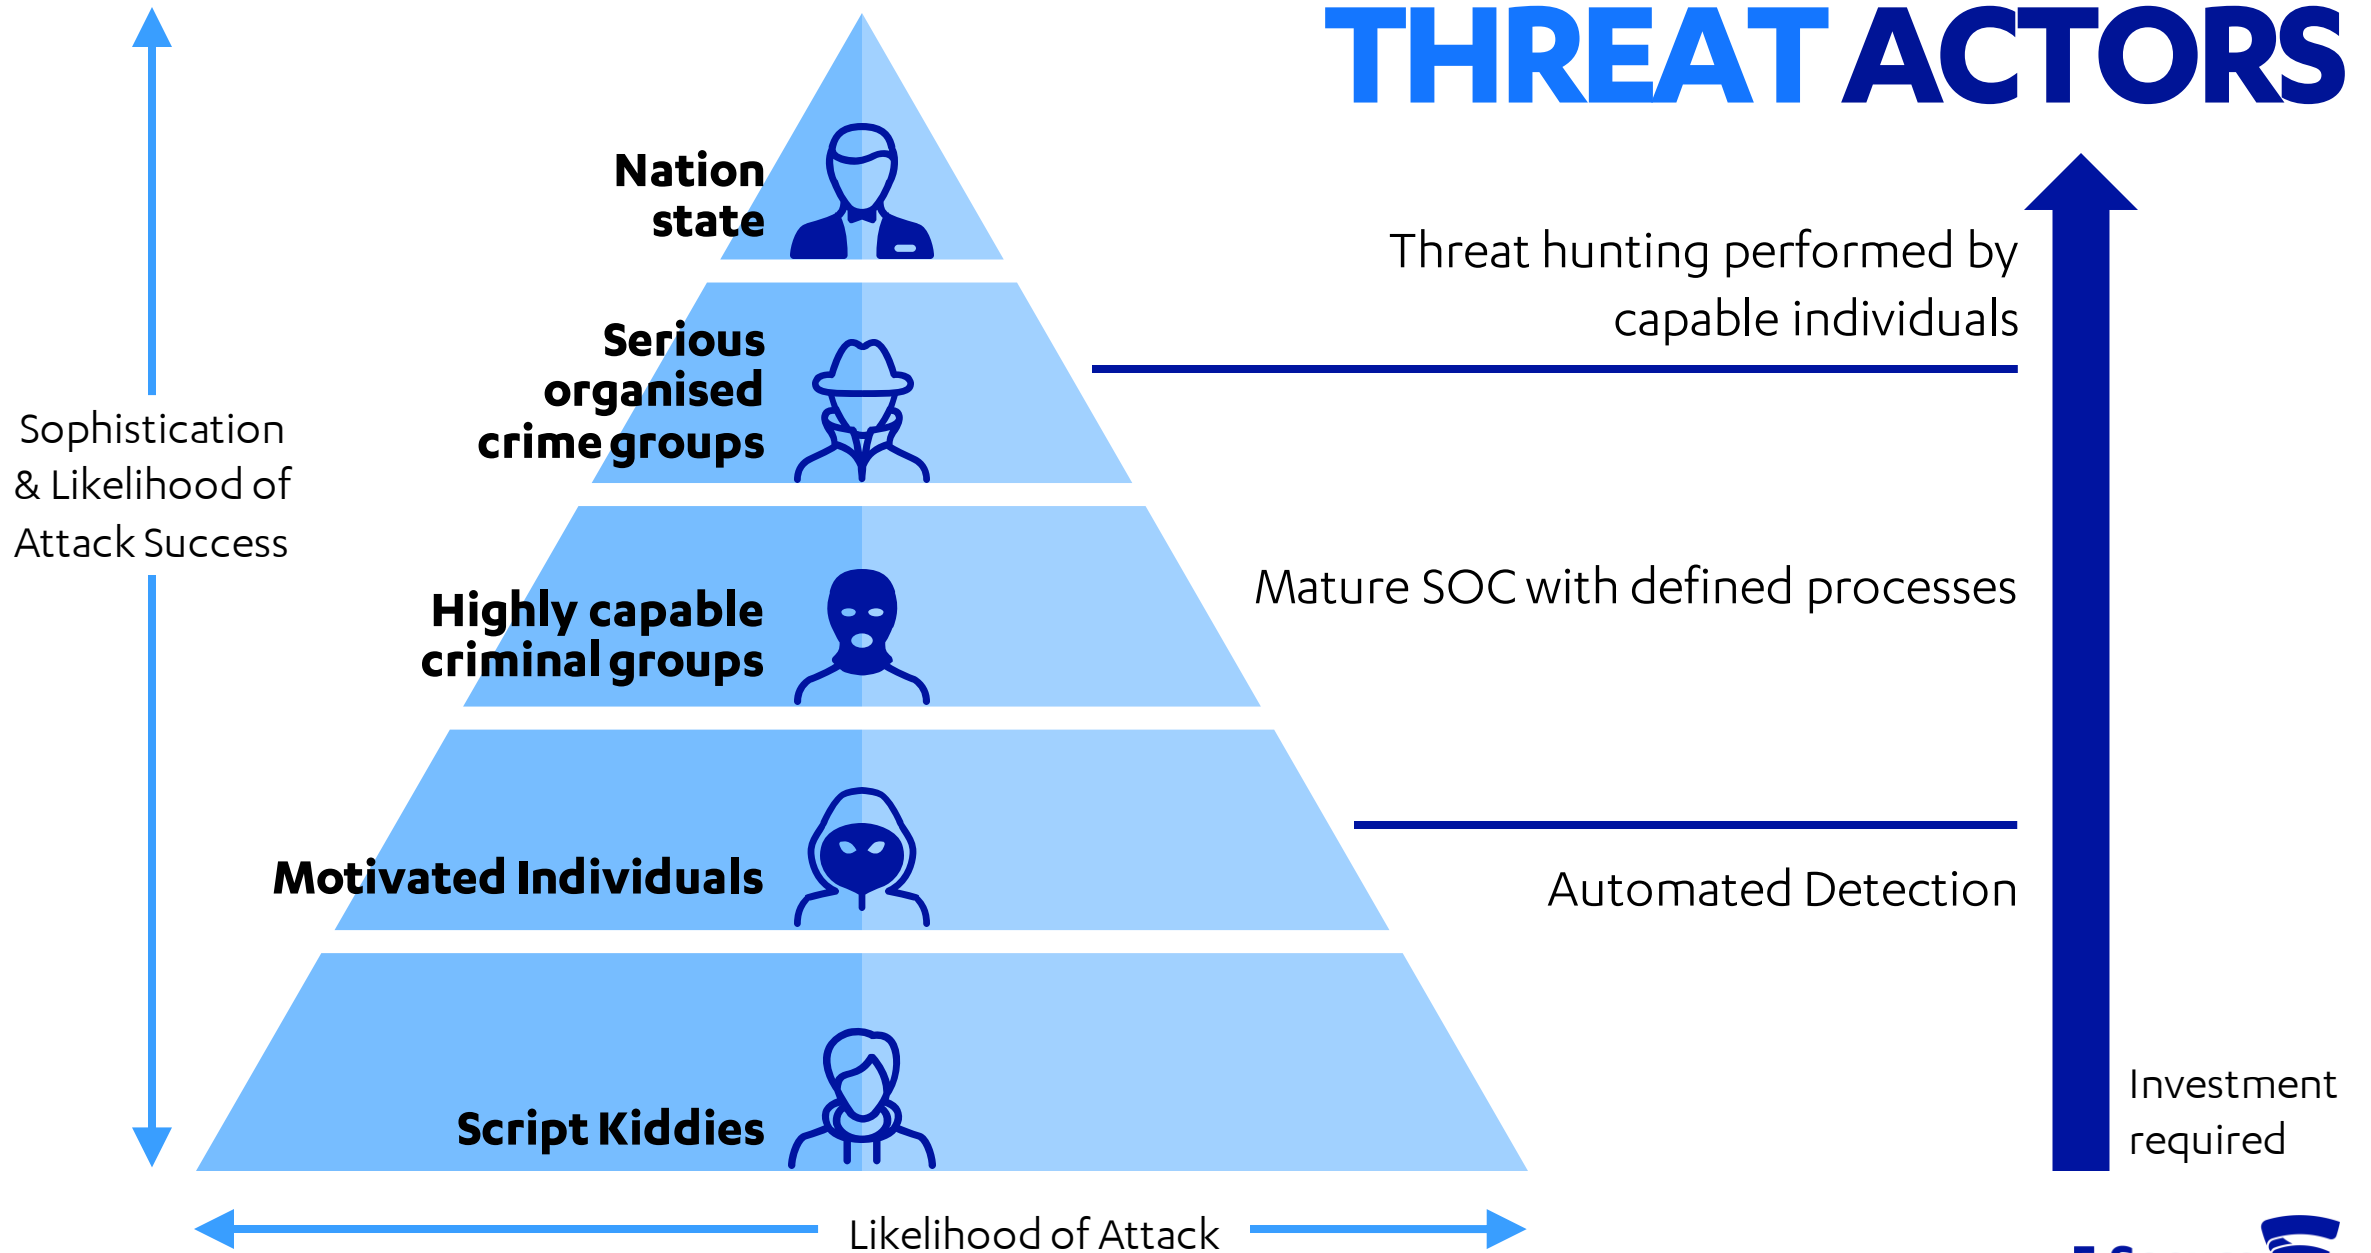 THREAT ACTORS
Nation
state
Serious
organised
crime groups
Highly capable
criminal groups
Motivated Individuals
Script Kiddies
Sophistication
& Likelihood of
Attack Success
Likelihood of Attack
Threat hunting performed by
capable individuals
Mature SOC with defined processes
Automated Detection
Investment
required